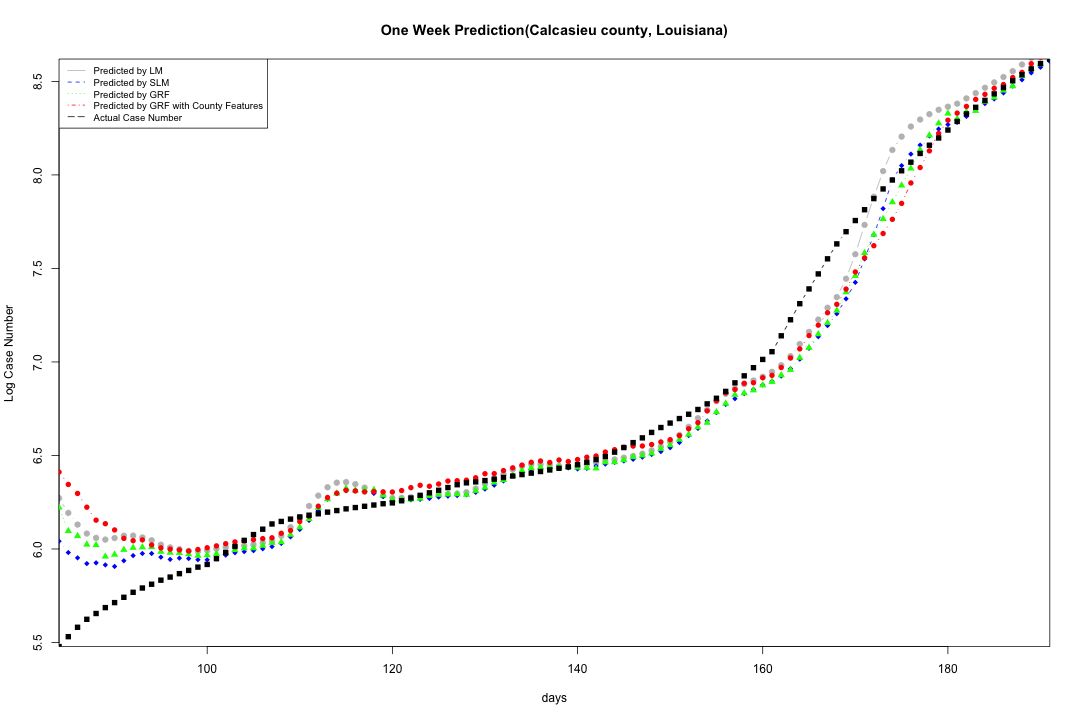 One Week Prediction(Calcasieu county, Louisiana)
Predicted by LM
Predicted by SLM
Predicted by GRF
Predicted by GRF with County Features
Actual Case Number
8.5
8.0
7.5
7.0
6.5
6.0
5.5
Log Case Number
100 120 140 160 180
days